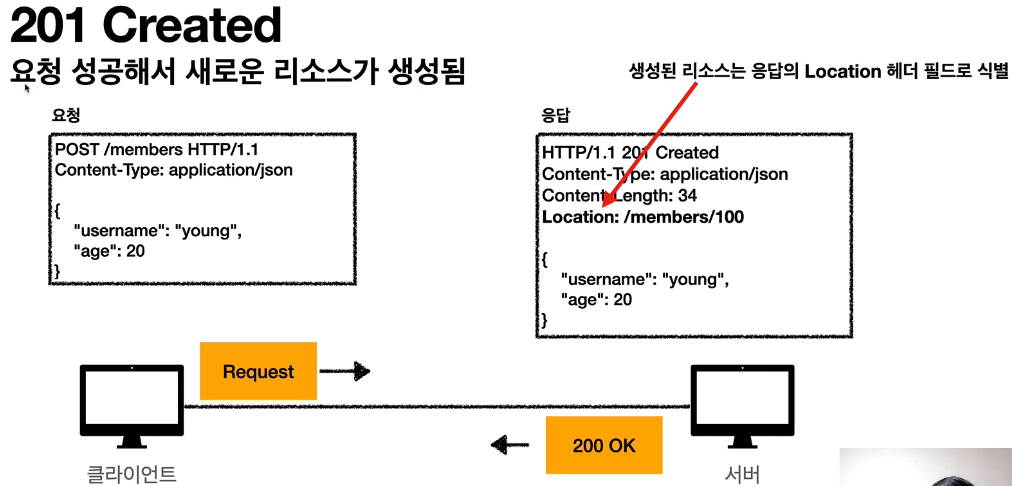 201 Created
요청 성공해서 새로운 리소스가 생성됨
생성된 리소스는 응답의 Location 헤더 필드로 식별
요청
POST /members HTTP/1.1
Content-Type: application/json
{
"username": "young",
"age": 20
}
응답
HTTP/1.1 201 Created
Content-Type: application/json
Content-Length: 34
Location: /members/100
{
"username": "young",
"age": 20
}
Request
200 OK
클라이언트
서버